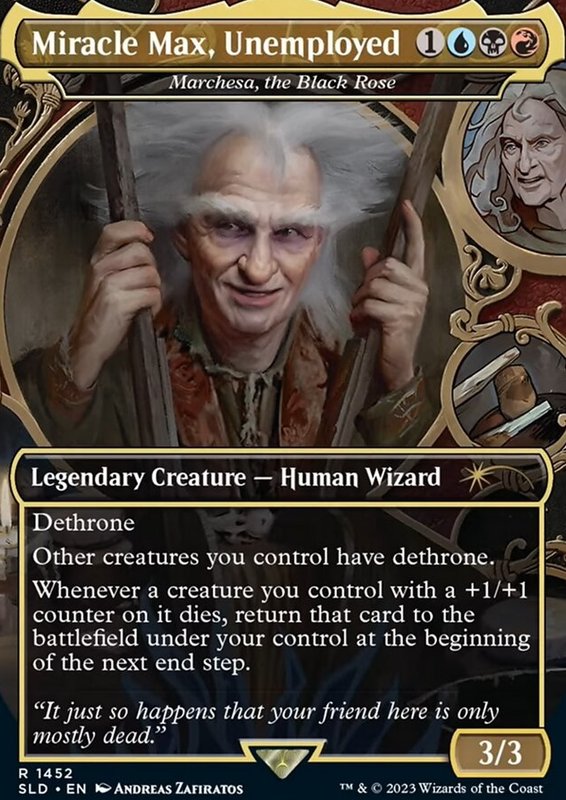 Miracle Max, Unemployed 1
Marchesa, the Black Rose
Legendary Creature — Human Wizard
Dethrone
Other creatures you control have dethrone.
Whenever a creature you control with a +1/+1
counter on it dies, return that card to the
battlefield under your control at the beginning
of the next end step.
“It just so happens that your friend here is only
mostly dead.”
3/3
R 1452
SLD • EN ANDREAS ZAFIRATOS
™ & © 2023 Wizards of the Coast